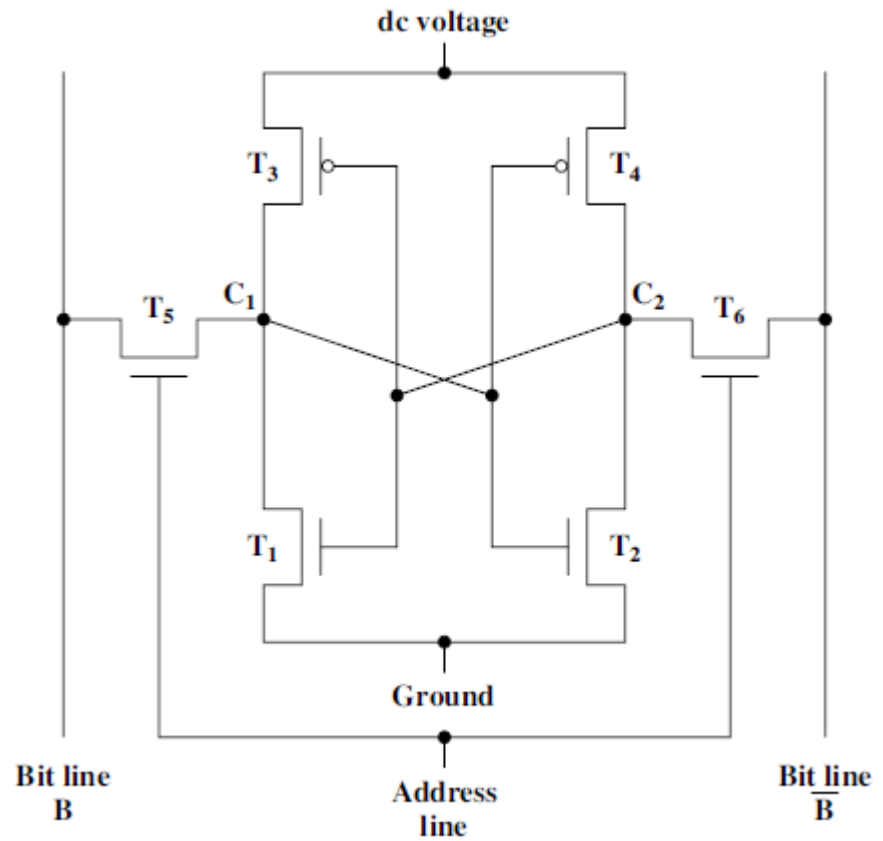 dc voltage
T3
T4
T5
C1
C2
T6
T1
T2
Ground
Bit line
B
Address
line
Bit line
B̅